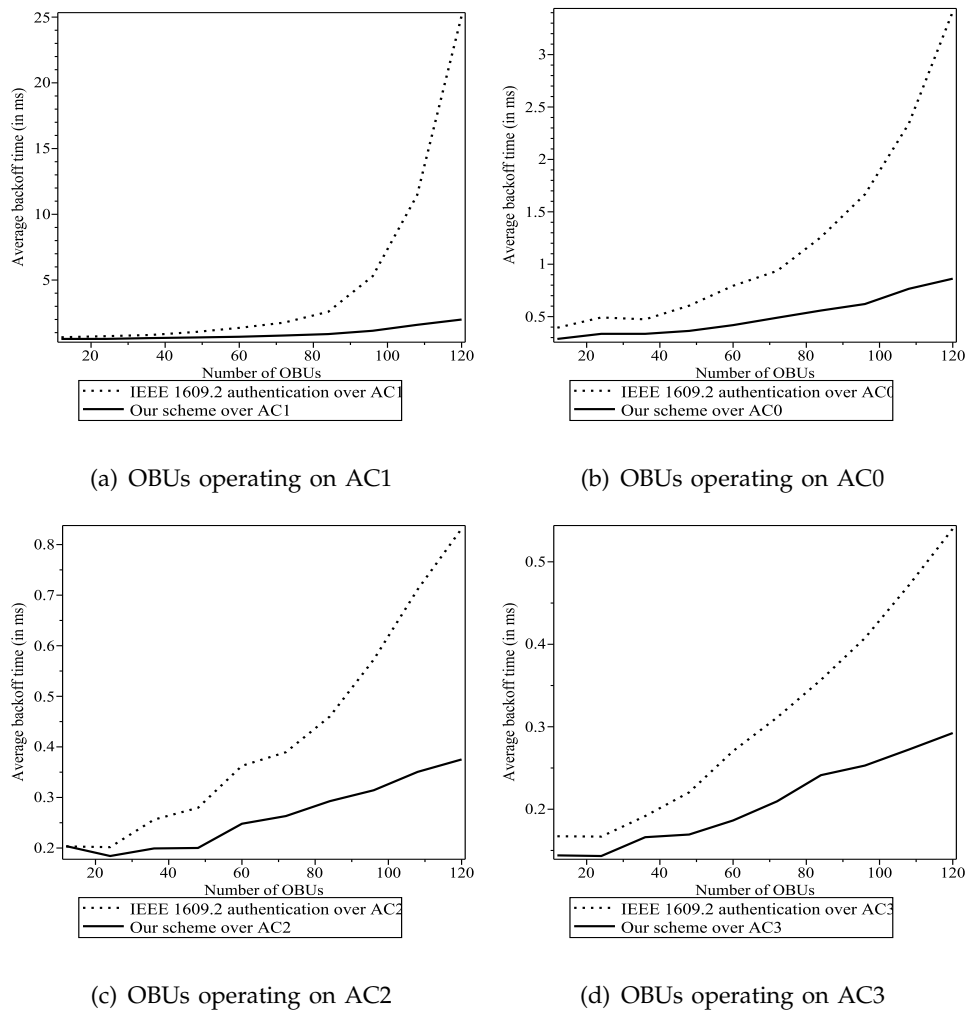 25
20
15
10
5
Average backoff time (in ms)
20 40 60 80 100 120
Number of OBUs
IEEE 1609.2 authentication over AC1
Our scheme over AC1
(a) OBUs operating on AC1
3
2.5
2
1.5
1
0.5
Average backoff time (in ms)
20 40 60 80 100 120
Number of OBUs
IEEE 1609.2 authentication over AC0
Our scheme over AC0
(b) OBUs operating on AC0
0.8
0.7
0.6
0.5
0.4
0.3
0.2
Average backoff time (in ms)
20 40 60 80 100 120
Number of OBUs
IEEE 1609.2 authentication over AC2
Our scheme over AC2
(c) OBUs operating on AC2
0.5
0.4
0.3
0.2
Average backoff time (in ms)
20 40 60 80 100 120
Number of OBUs
IEEE 1609.2 authentication over AC3
Our scheme over AC3
(d) OBUs operating on AC3